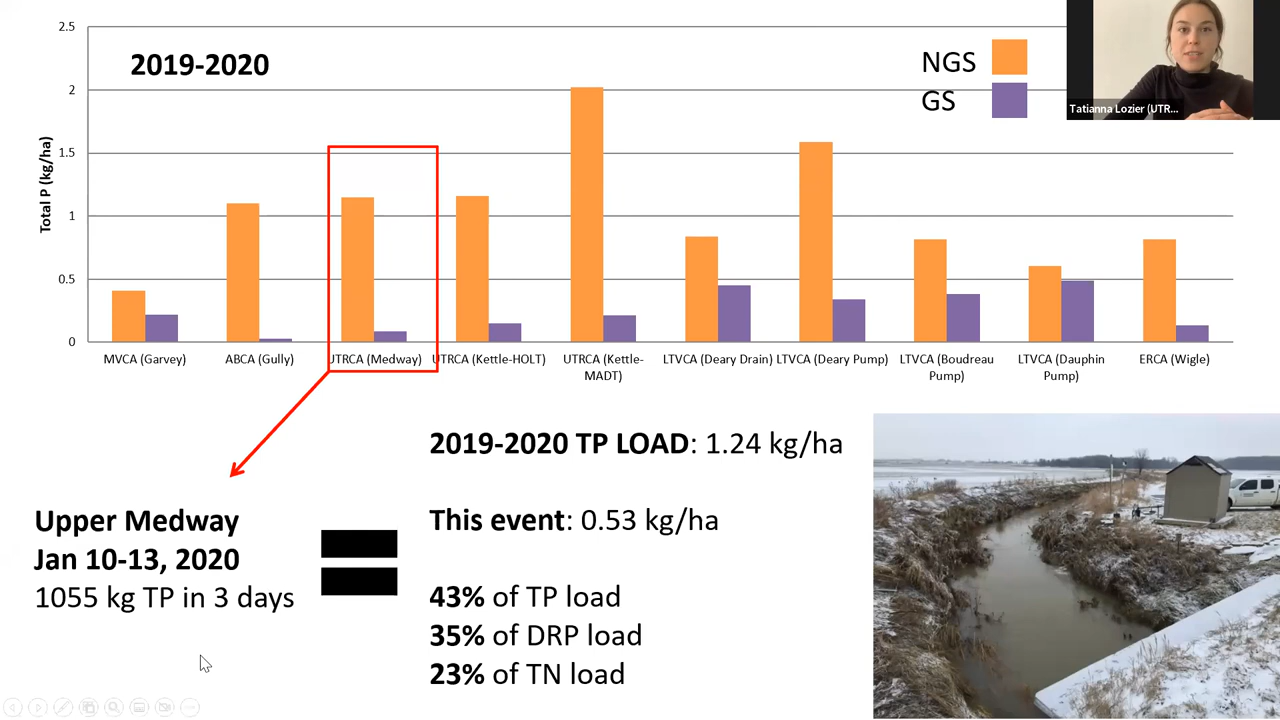 2019-2020
NGS
GS
Tatianna Lozier (UTR...
Total P (kg/ha)
2.5
2
1.5
1
0.5
0
MVCA (Garvey)
ABCA (Gully)
UTRCA (Medway)
UTRCA (Kettle-HOLT)
UTRCA (Kettle-
MADT)
LTVCA (Deary Drain)
LTVCA (Deary Pump)
LTVCA (Boudreau
Pump)
LTVCA (Dauphin
Pump)
ERCA (Wigle)
Upper Medway
Jan 10-13, 2020
1055 kg TP in 3 days
2019-2020 TP LOAD: 1.24 kg/ha
This event: 0.53 kg/ha
43% of TP load
35% of DRP load
23% of TN load